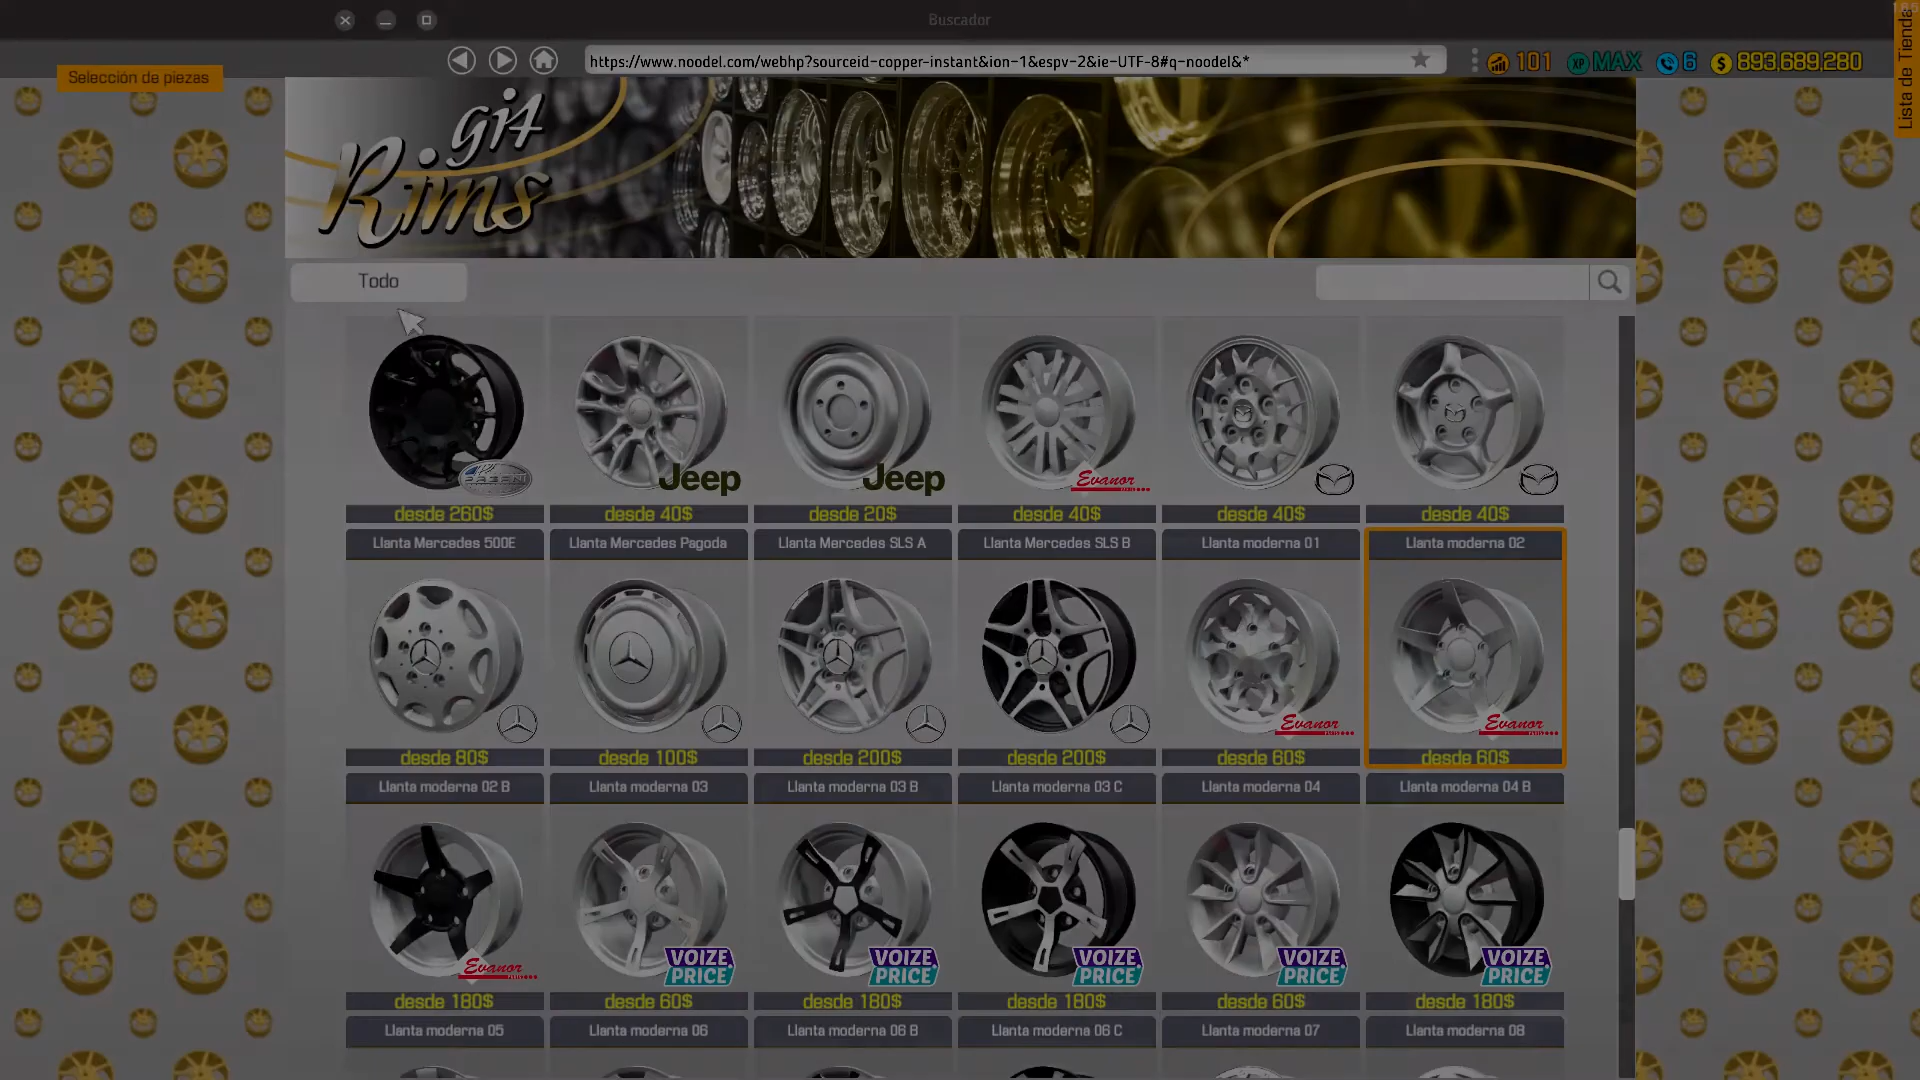 Buscador
https://www.noodel.com/webhp?sourceid-copper-instant&ion-1&espv-2&ie-UTF-8#q-noodel&*
101
XP MAX
6
$ 893,689,280
Lista de Tienda
Selección de piezas
git
Rims
Todo
Jeep
Jeep
Evanor
desde 260$
desde 40$
desde 20$
desde 40$
desde 40$
desde 40$
Llanta Mercedes 500E
Llanta Mercedes Pagoda
Llanta Mercedes SLS A
Llanta Mercedes SLS B
Llanta moderna 01
Llanta moderna 02
Evanor
Evanor
desde 80$
desde 100$
desde 200$
desde 200$
desde 60$
desde 60$
Llanta moderna 02 B
Llanta moderna 03
Llanta moderna 03 B
Llanta moderna 03 C
Llanta moderna 04
Llanta moderna 04 B
Evanor
VOIZE PRICE
VOIZE PRICE
VOIZE PRICE
VOIZE PRICE
VOIZE PRICE
desde 180$
desde 60$
desde 180$
desde 180$
desde 60$
desde 180$
Llanta moderna 05
Llanta moderna 06
Llanta moderna 06 B
Llanta moderna 06 C
Llanta moderna 07
Llanta moderna 08